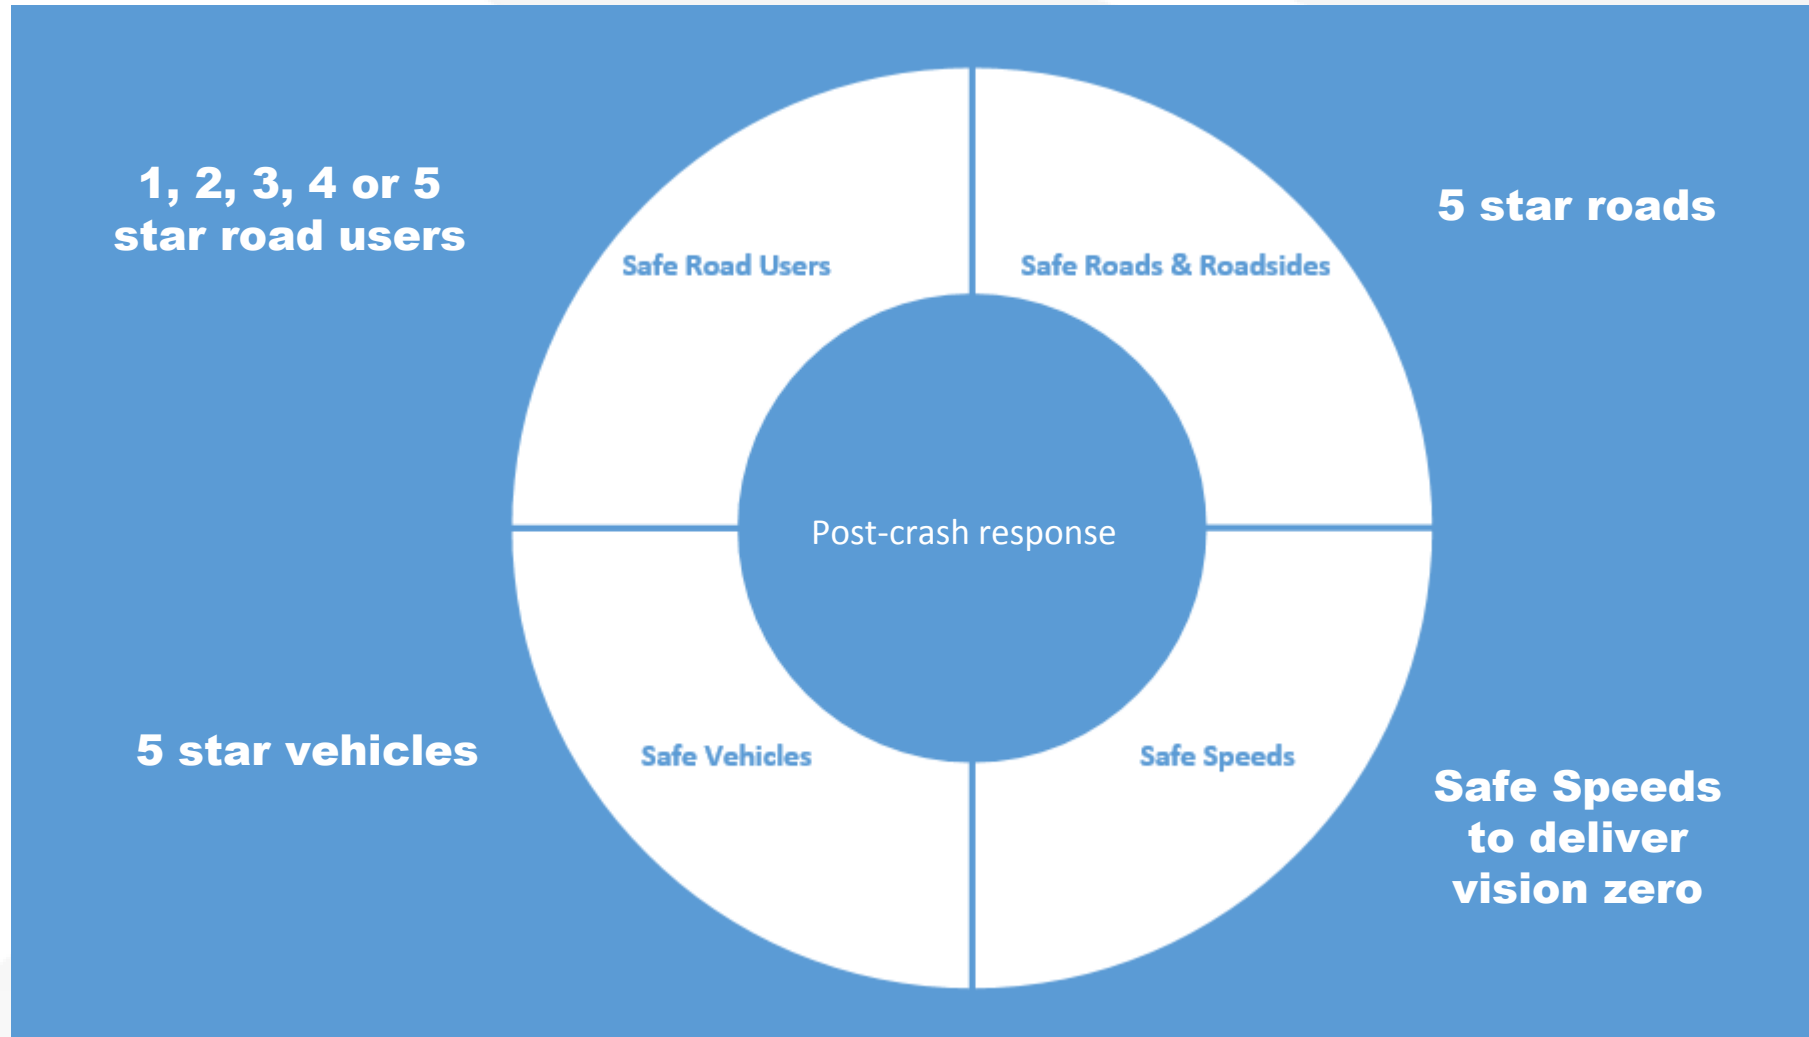 1, 2, 3, 4 or 5
star road users
5 star roads
Safe Road Users
Safe Roads & Roadsides
Post-crash response
5 star vehicles
Safe Vehicles
Safe Speeds
Safe Speeds
to deliver
vision zero